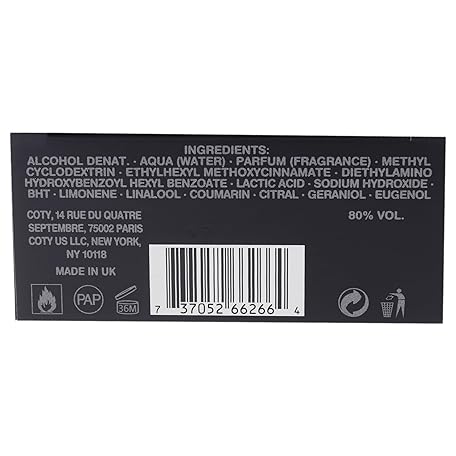 INGREDIENTS:
ALCOHOL DENAT. · AQUA (WATER) · PARFUM (FRAGRANCE) · METHYL
CYCLODEXTRIN · ETHYLHEXYL METHOXYCINNAMATE · DIETHYLAMINO
HYDROXYBENZOYL HEXYL BENZOATE · LACTIC ACID · SODIUM HYDROXIDE ·
BHT · LIMONENE · LINALOOL · COUMARIN · CITRAL · GERANIOL · EUGENOL
COTY, 14 RUE DU QUATRE
SEPTEMBRE, 75002 PARIS
COTY US LLC, NEW YORK,
NY 10118
MADE IN UK
80% VOL.
PAP
36M
7 37052 66266 4